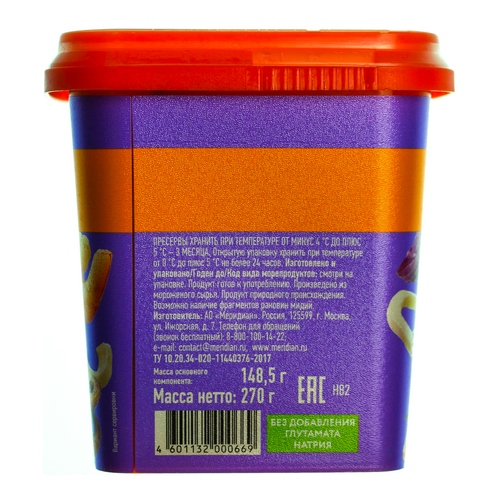 ПРЕСЕРВЫ ХРАНИТЬ ПРИ ТЕМПЕРАТУРЕ ОТ МИНУС 4 °С ДО ПЛЮС
5 °С – 3 МЕСЯЦА. Открытую упаковку хранить при температуре
от 0 °С до плюс 5 °С не более 24 часов. Изготовлено и
упаковано/Годен до/Код вида морепродуктов: смотри на
упаковке. Продукт готов к употреблению. Произведено из
мороженого сырья. Продукт природного происхождения.
Возможно наличие фрагментов раковин мидий.
Изготовитель: АО «Меридиан». Россия, 125599, г. Москва,
ул. Ижорская, д. 7. Телефон для обращений
(звонок бесплатный): 8-800-100-14-22;
e-mail: contact@meridian.ru, www.meridian.ru
ТУ 10.20.34-020-11440376-2017
Масса основного
компонента: 148,5 г
Масса нетто: 270 г
EAC
H82
4 601132 000669
БЕЗ ДОБАВЛЕНИЯ
ГЛУТАМАТА
НАТРИЯ
Вариант сервировки